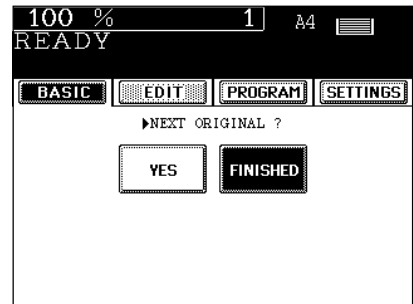 100 % 1 A4
READY
BASIC EDIT PROGRAM SETTINGS
▶NEXT ORIGINAL ?
YES FINISHED